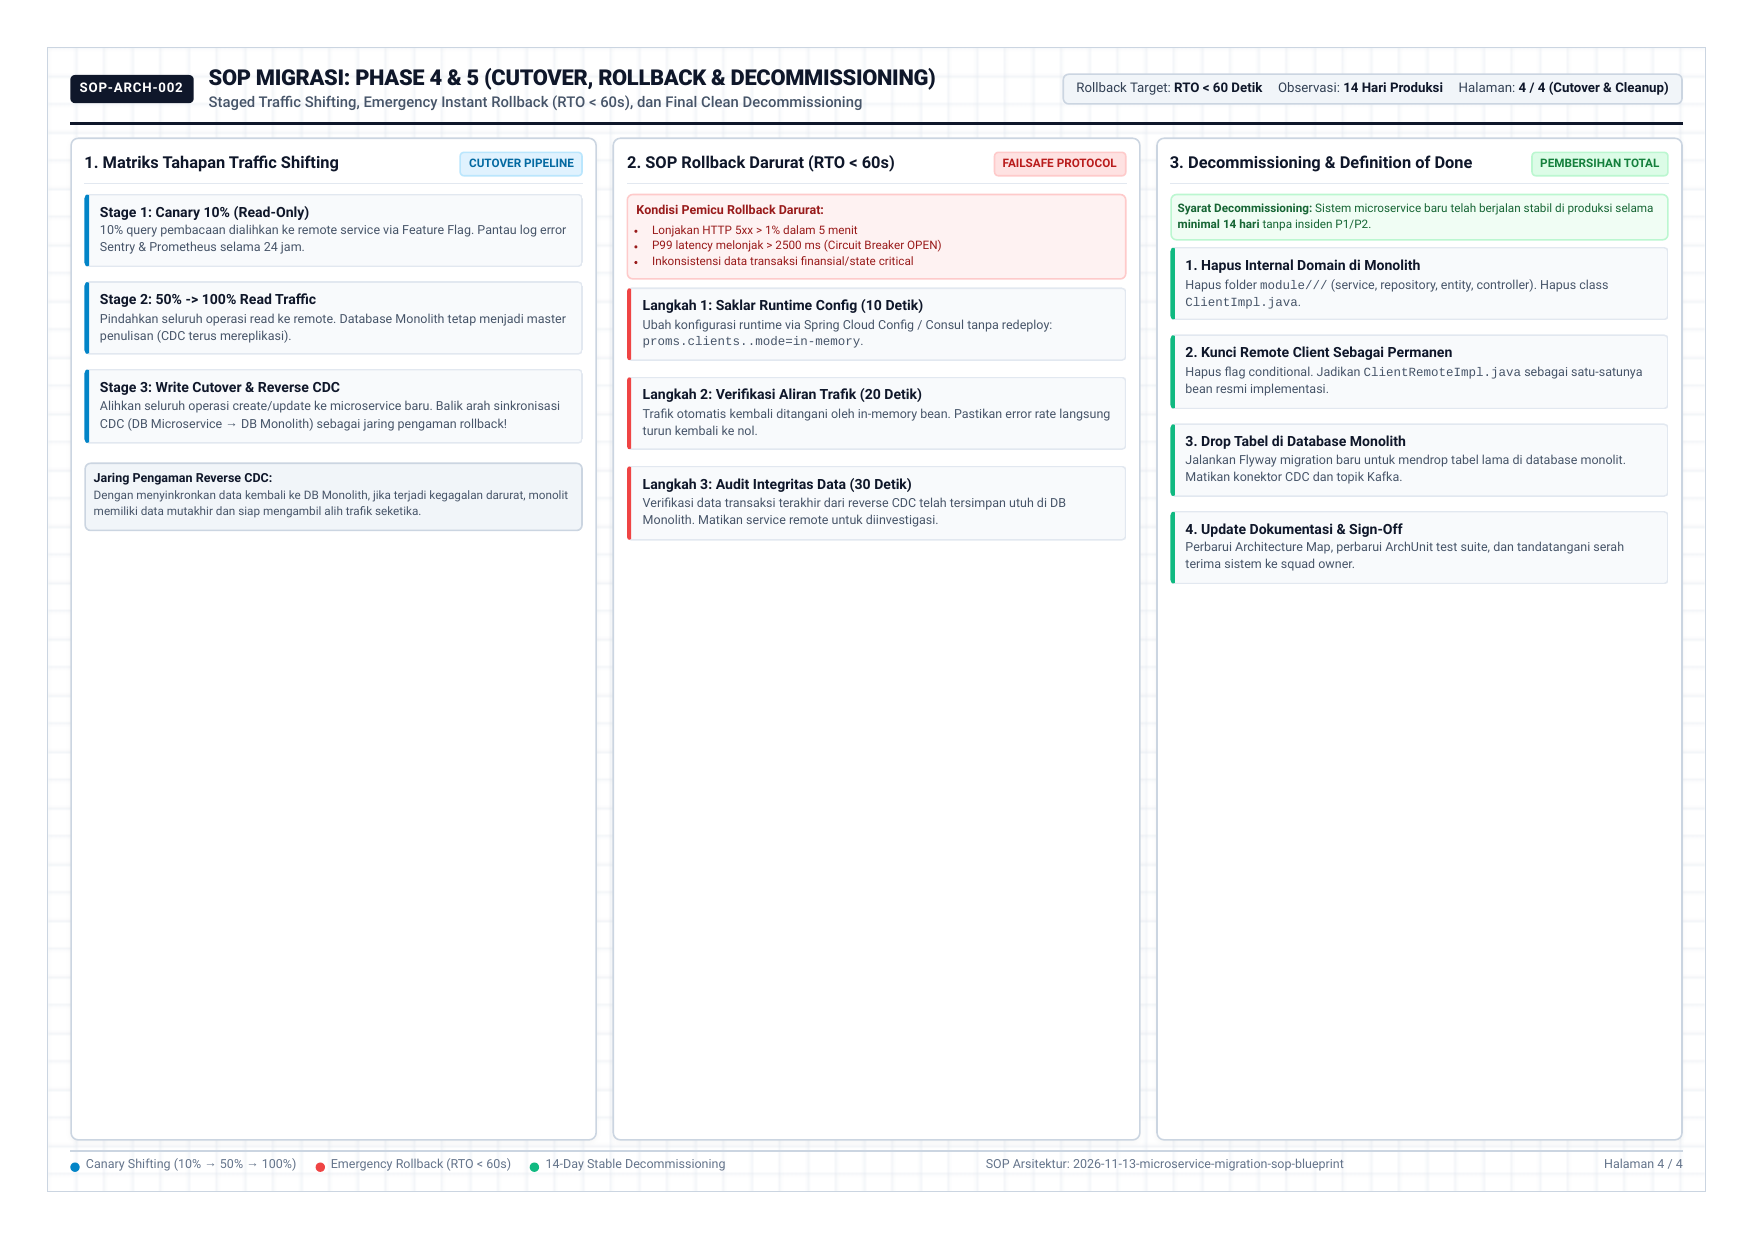 SOP-ARCH-002
SOP MIGRASI: PHASE 4 & 5 (CUTOVER, ROLLBACK & DECOMMISSIONING)
Staged Traffic Shifting, Emergency Instant Rollback (RTO < 60s), dan Final Clean Decommissioning
Rollback Target: RTO < 60 Detik Observasi: 14 Hari Produksi Halaman: 4 / 4 (Cutover & Cleanup)
1. Matriks Tahapan Traffic Shifting
CUTOVER PIPELINE
Stage 1: Canary 10% (Read-Only)
10% query pembacaan dialihkan ke remote service via Feature Flag. Pantau log error
Sentry & Prometheus selama 24 jam.
Stage 2: 50% -> 100% Read Traffic
Pindahkan seluruh operasi read ke remote. Database Monolith tetap menjadi master
penulisan (CDC terus mereplikasi).
Stage 3: Write Cutover & Reverse CDC
Alihkan seluruh operasi create/update ke microservice baru. Balik arah sinkronisasi
CDC (DB Microservice → DB Monolith) sebagai jaring pengaman rollback!
Jaring Pengaman Reverse CDC:
Dengan menyinkronkan data kembali ke DB Monolith, jika terjadi kegagalan darurat, monolit
memiliki data mutakhir dan siap mengambil alih trafik seketika.
2. SOP Rollback Darurat (RTO < 60s)
FAILSAFE PROTOCOL
Kondisi Pemicu Rollback Darurat:
• Lonjakan HTTP 5xx > 1% dalam 5 menit
• P99 latency melonjak > 2500 ms (Circuit Breaker OPEN)
• Inkonsistensi data transaksi finansial/state critical
Langkah 1: Saklar Runtime Config (10 Detik)
Ubah konfigurasi runtime via Spring Cloud Config / Consul tanpa redeploy:
proms.clients..mode=in-memory.
Langkah 2: Verifikasi Aliran Trafik (20 Detik)
Trafik otomatis kembali ditangani oleh in-memory bean. Pastikan error rate langsung
turun kembali ke nol.
Langkah 3: Audit Integritas Data (30 Detik)
Verifikasi data transaksi terakhir dari reverse CDC telah tersimpan utuh di DB
Monolith. Matikan service remote untuk diinvestigasi.
3. Decommissioning & Definition of Done
PEMBERSIHAN TOTAL
Syarat Decommissioning: Sistem microservice baru telah berjalan stabil di produksi selama
minimal 14 hari tanpa insiden P1/P2.
1. Hapus Internal Domain di Monolith
Hapus folder module/// (service, repository, entity, controller). Hapus class
ClientImpl.java.
2. Kunci Remote Client Sebagai Permanen
Hapus flag conditional. Jadikan ClientRemoteImpl.java sebagai satu-satunya
bean resmi implementasi.
3. Drop Tabel di Database Monolith
Jalankan Flyway migration baru untuk mendrop tabel lama di database monolit.
Matikan konektor CDC dan topik Kafka.
4. Update Dokumentasi & Sign-Off
Perbarui Architecture Map, perbarui ArchUnit test suite, dan tandatangani serah
terima sistem ke squad owner.
Canary Shifting (10% → 50% → 100%) Emergency Rollback (RTO < 60s) 14-Day Stable Decommissioning
SOP Arsitektur: 2026-11-13-microservice-migration-sop-blueprint
Halaman 4 / 4